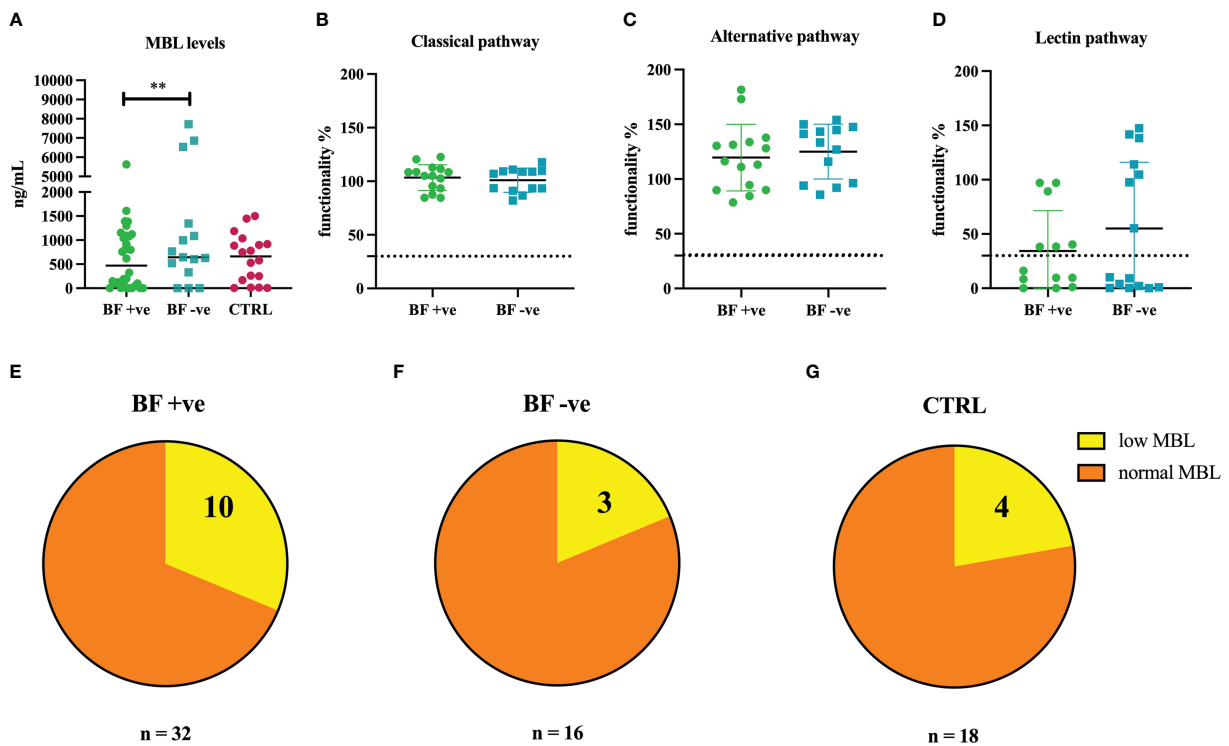 A
MBL levels
**
10000
9000
8000
7000
6000
5000
2000
1500
1000
500
0
ng/mL
BF +ve
BF -ve
CTRL
B
Classical pathway
200
150
100
50
0
functionality %
BF +ve
BF -ve
C
Alternative pathway
200
150
100
50
0
functionality %
BF +ve
BF -ve
D
Lectin pathway
200
150
100
50
0
functionality %
BF +ve
BF -ve
E
BF +ve
10
n = 32
F
BF -ve
3
n = 16
G
CTRL
4
n = 18
low MBL
normal MBL